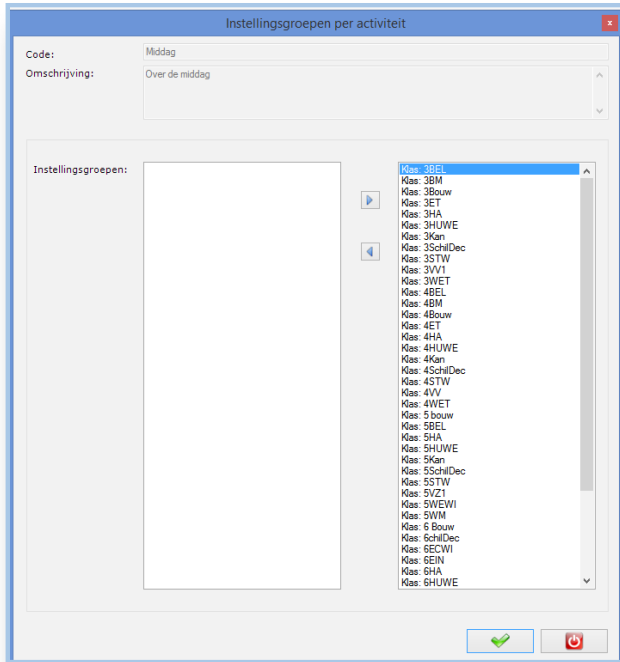 Instellingsgroepen per activiteit
x
Code: Middag
Omschrijving: Over de middag
Instellingsgroepen:
Klas: 3BEL
Klas: 3BM
Klas: 3Bouw
Klas: 3ET
Klas: 3HA
Klas: 3HUWE
Klas: 3Kan
Klas: 3SchilDec
Klas: 3STW
Klas: 3VV1
Klas: 3WET
Klas: 4BEL
Klas: 4BM
Klas: 4Bouw
Klas: 4ET
Klas: 4HA
Klas: 4HUWE
Klas: 4Kan
Klas: 4SchilDec
Klas: 4STW
Klas: 4VV
Klas: 4WET
Klas: 5 bouw
Klas: 5BEL
Klas: 5HA
Klas: 5HUWE
Klas: 5Kan
Klas: 5SchilDec
Klas: 5STW
Klas: 5VZ1
Klas: 5WEWI
Klas: 5WM
Klas: 6 Bouw
Klas: 6chilDec
Klas: 6ECWI
Klas: 6EIN
Klas: 6HA
Klas: 6HUWE